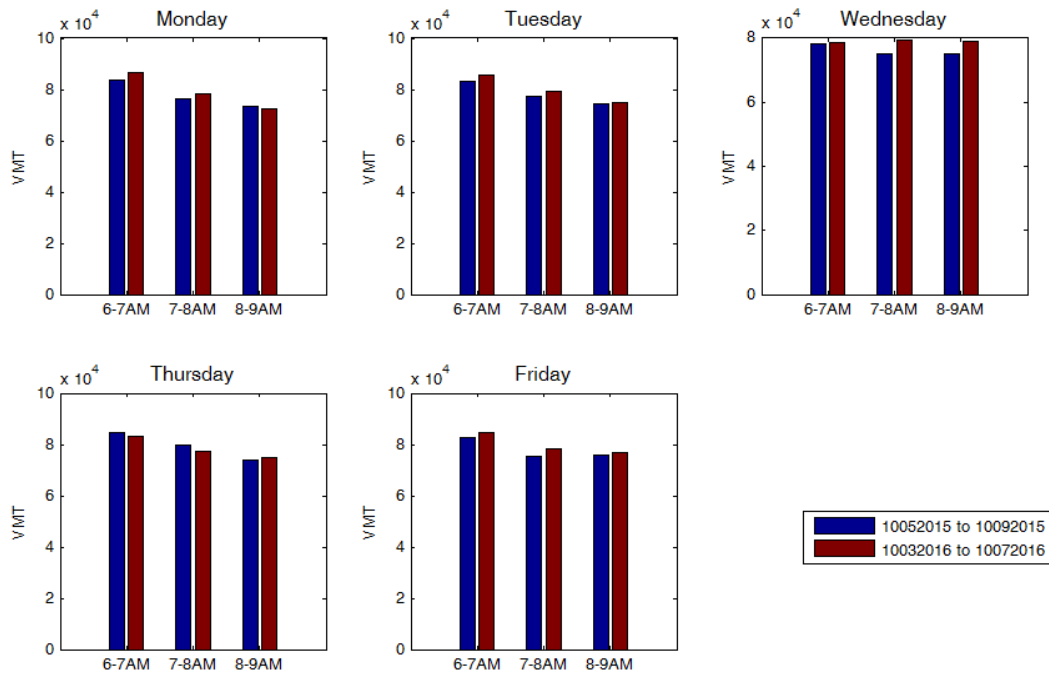 Monday
x 10^4
10
8
6
4
2
0
VMT
6-7AM 7-8AM 8-9AM
Tuesday
x 10^4
10
8
6
4
2
0
VMT
6-7AM 7-8AM 8-9AM
Wednesday
x 10^4
8
6
4
2
0
VMT
6-7AM 7-8AM 8-9AM
Thursday
x 10^4
10
8
6
4
2
0
VMT
6-7AM 7-8AM 8-9AM
Friday
x 10^4
10
8
6
4
2
0
VMT
6-7AM 7-8AM 8-9AM
10052015 to 10092015
10032016 to 10072016